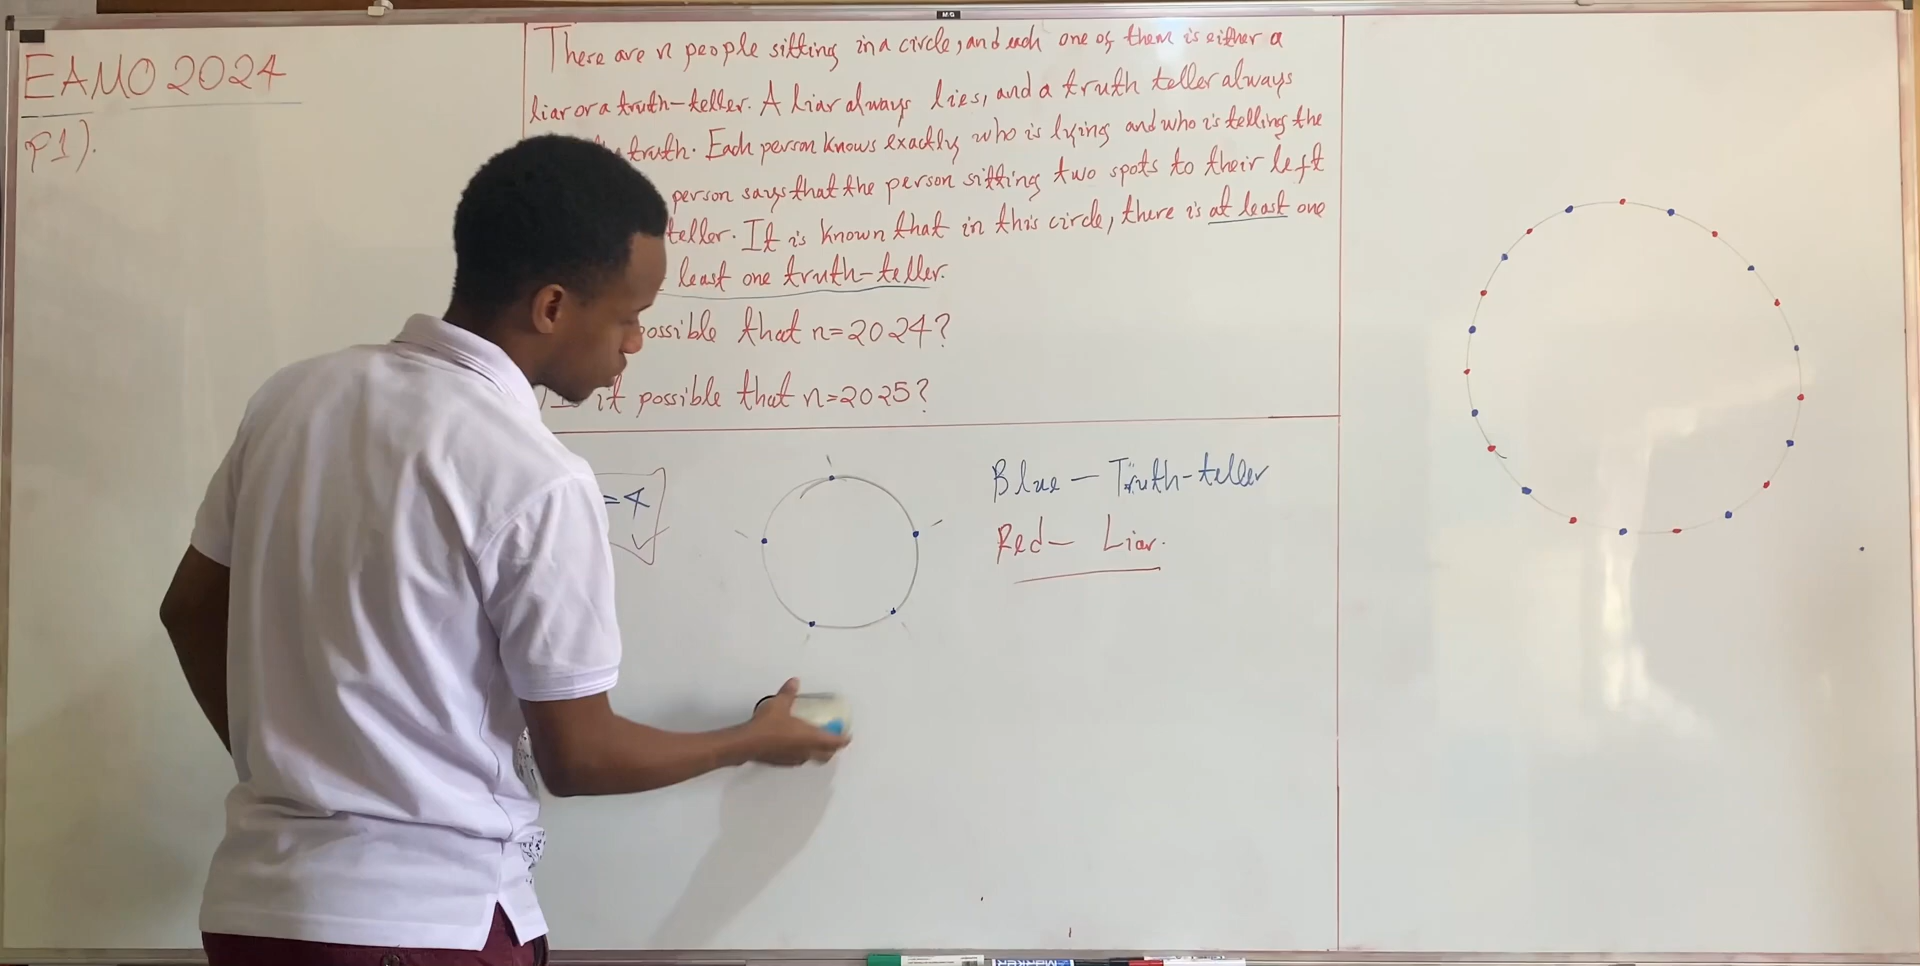 EAMO 2024
P1).
There are n people sitting in a circle, and each one of them is either a
liar or a truth-teller. A liar always lies, and a truth teller always
truth. Each person knows exactly who is lying and who is telling the
person says that the person sitting two spots to their left
teller. It is known that in this circle, there is at least one
least one truth-teller.
possible that n=2024?
it possible that n=2025?
=4
Blue — Truth-teller
Red — Liar.